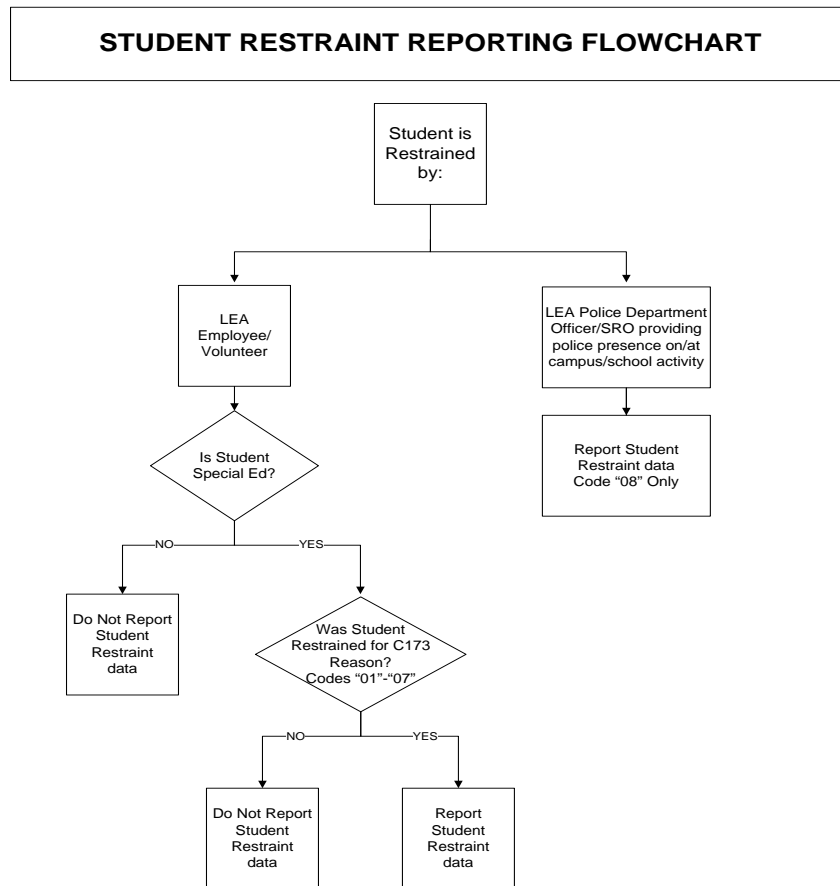 STUDENT RESTRAINT REPORTING FLOWCHART
Student is
Restrained
by:
LEA
Employee/
Volunteer
LEA Police Department
Officer/SRO providing
police presence on/at
campus/school activity
Is Student
Special Ed?
Report Student
Restraint data
Code “08” Only
NO
YES
Do Not Report
Student
Restraint
data
Was Student
Restrained for C173
Reason?
Codes “01”-“07”
NO
YES
Do Not Report
Student
Restraint
data
Report
Student
Restraint
data